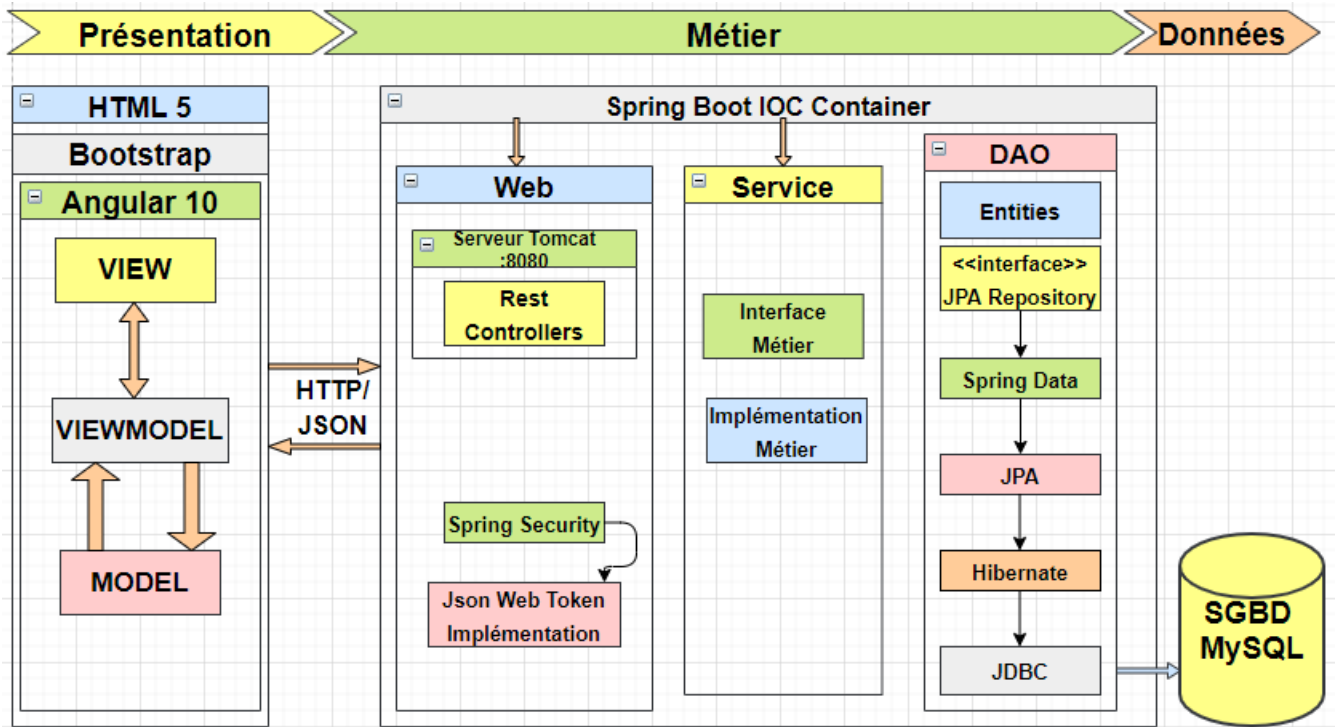 Présentation
Métier
Données
HTML 5
Bootstrap
Angular 10
VIEW
VIEWMODEL
MODEL
HTTP/
JSON
Spring Boot IOC Container
Web
Serveur Tomcat
:8080
Rest
Controllers
Spring Security
Json Web Token
Implémentation
Service
Interface
Métier
Implémentation
Métier
DAO
Entities
<<interface>>
JPA Repository
Spring Data
JPA
Hibernate
JDBC
SGBD
MySQL